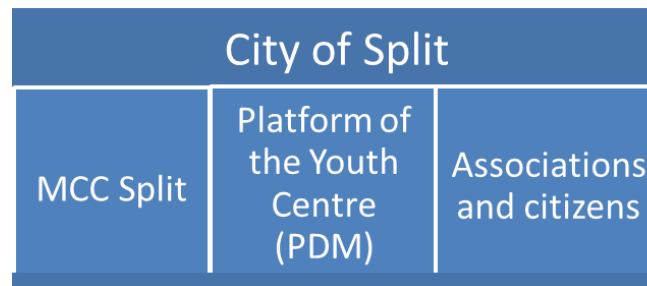 City of Split
MCC Split
Platform of
the Youth
Centre
(PDM)
Associations
and citizens